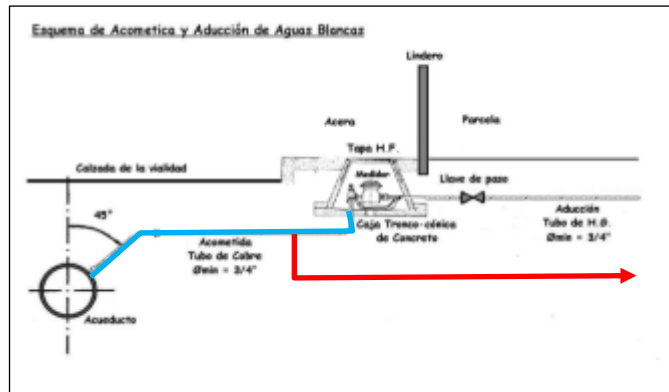 Esquema de Acometica y Aducción de Aguas Blancas
Lindero
Acera
Parcela
Tapa H.F.
Calzada de la vialidad
Medidor
Llave de paso
45°
Acometida
Tubo de Cobre
Ømin = 3/4"
Caja Tronco-cónica
de Concreto
Aducción
Tubo de H.G.
Ømin = 3/4"
Acueducto